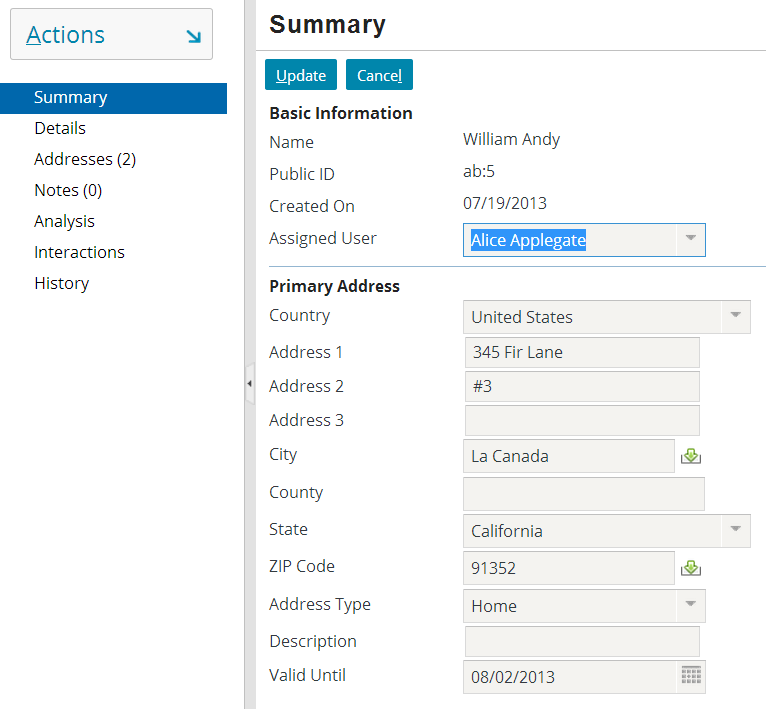 Actions
Summary
Details
Addresses (2)
Notes (0)
Analysis
Interactions
History
Summary
Update Cancel
Basic Information
Name William Andy
Public ID ab:5
Created On 07/19/2013
Assigned User Alice Applegate
Primary Address
Country United States
Address 1 345 Fir Lane
Address 2 #3
Address 3
City La Canada
County
State California
ZIP Code 91352
Address Type Home
Description
Valid Until 08/02/2013